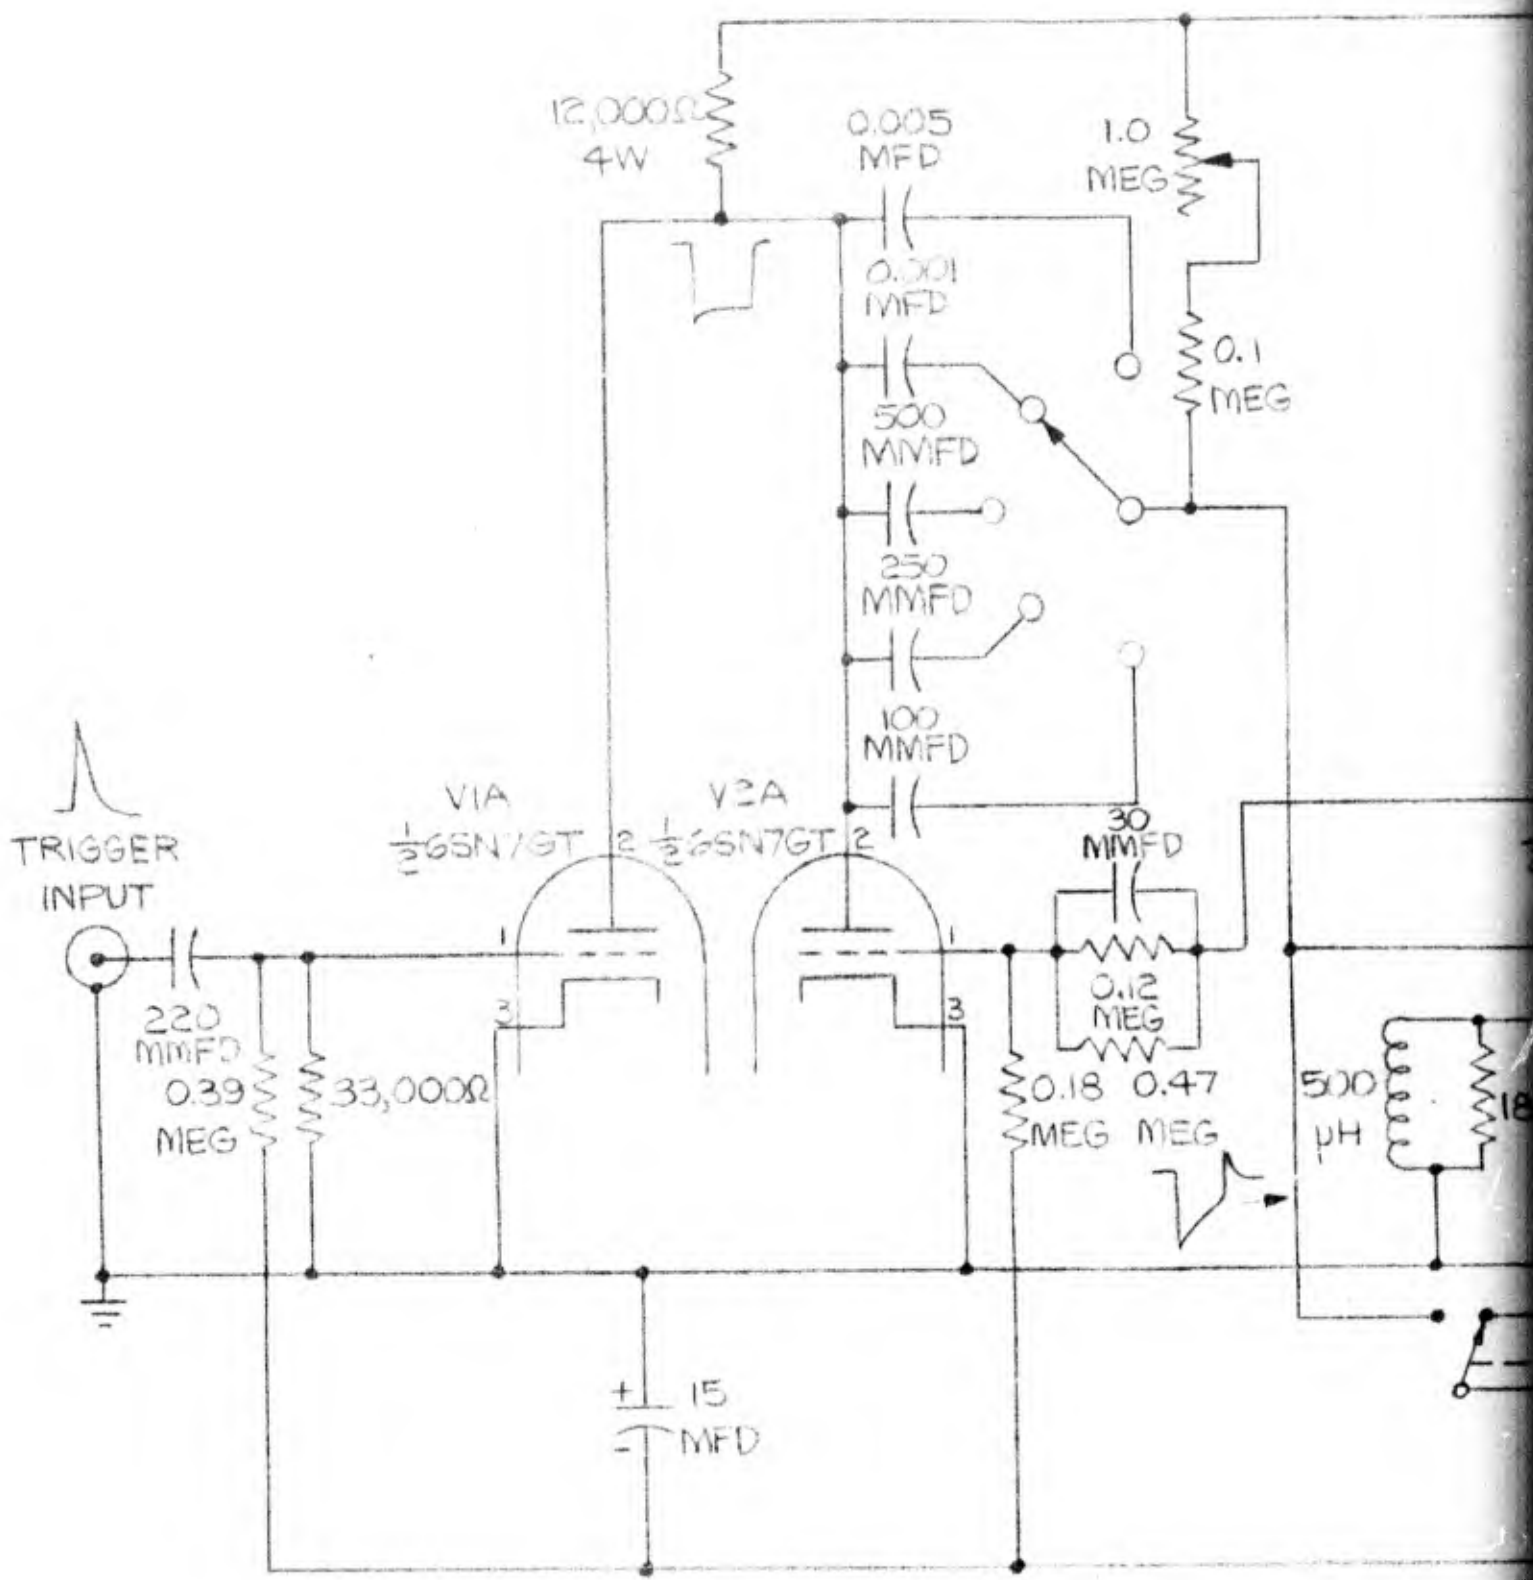 12,000Ω
4W
0.005
MFD
1.0
MEG
0.001
MFD
0.1
MEG
500
MMFD
250
MMFD
100
MMFD
V1A
½6SN7GT
2
V2A
½6SN7GT
2
30
MMFD
TRIGGER
INPUT
1
1
220
MMFD
3
3
0.12
MEG
0.39
MEG
33,000Ω
0.18
MEG
0.47
MEG
500
µH
18
+
15
MFD
-